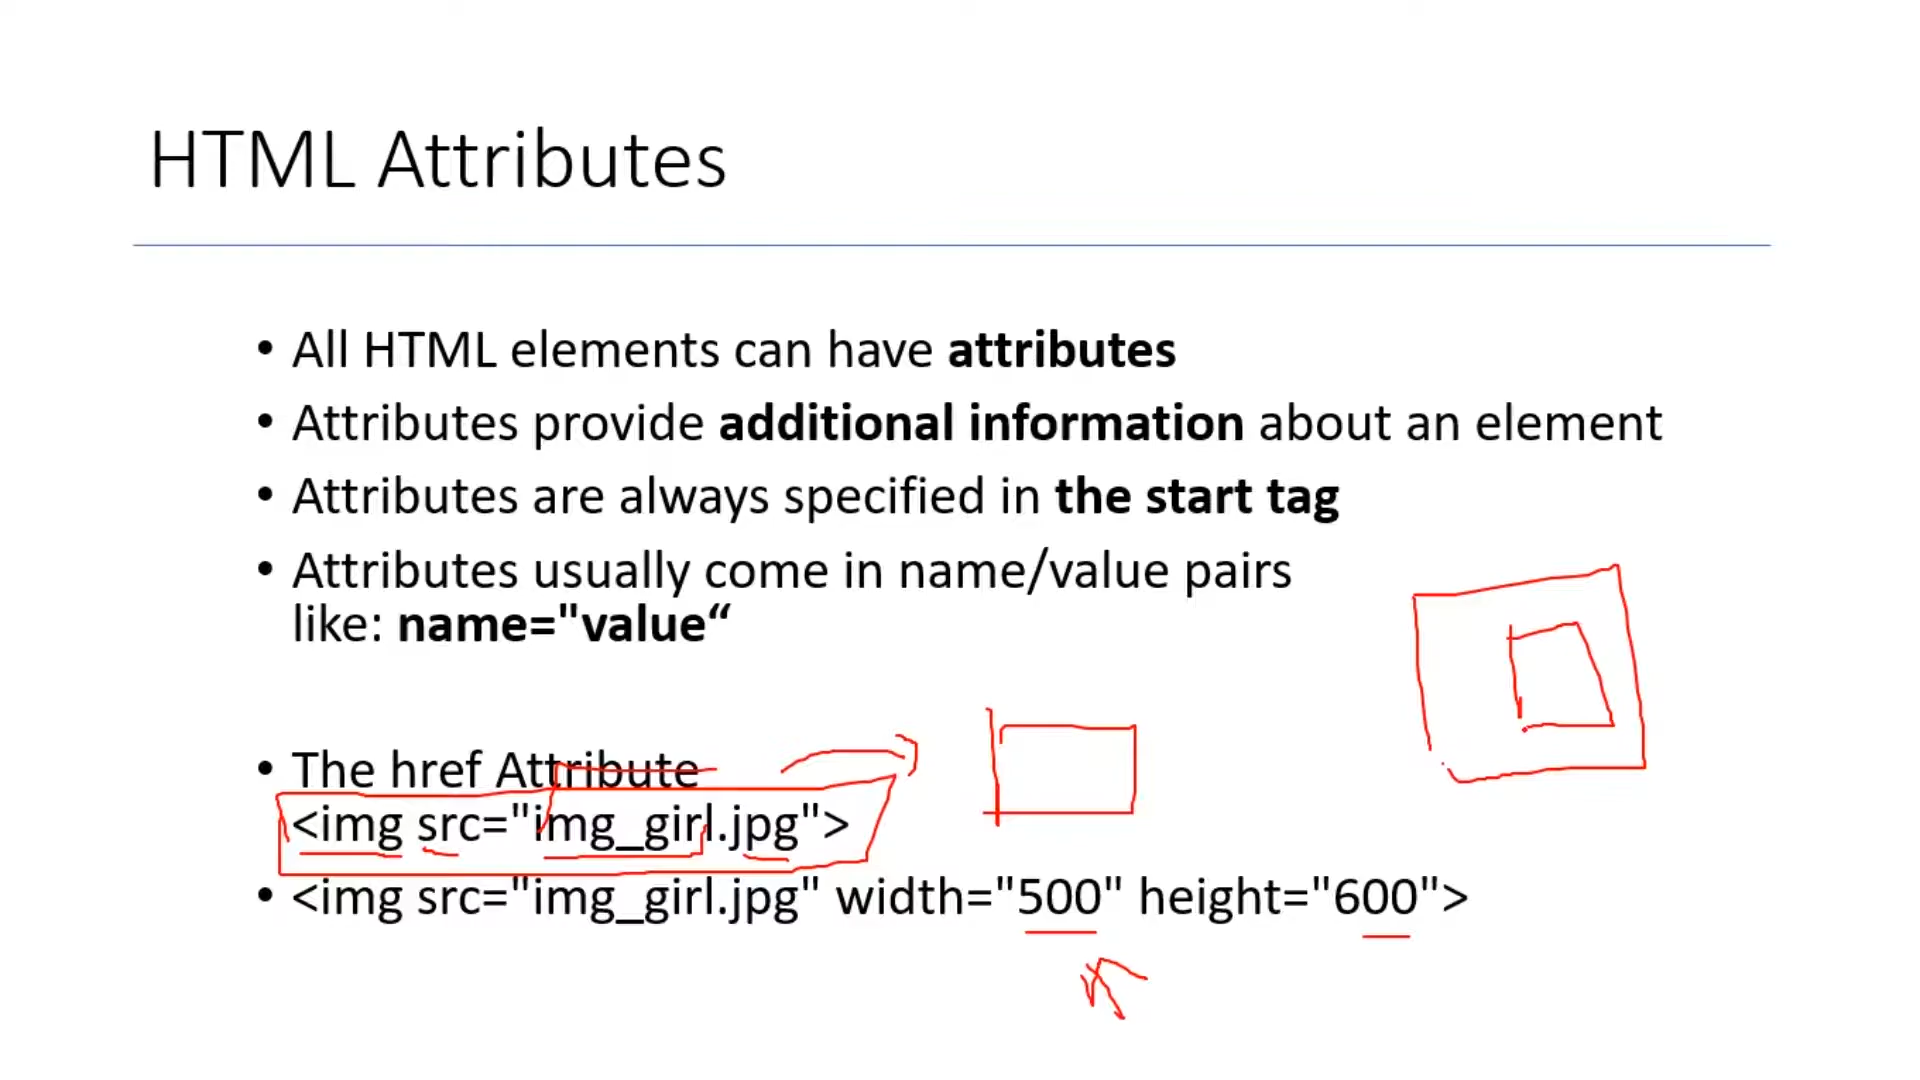 HTML Attributes
• All HTML elements can have attributes
• Attributes provide additional information about an element
• Attributes are always specified in the start tag
• Attributes usually come in name/value pairs
like: name="value“
• The href Attribute
<img src="img_girl.jpg">
• <img src="img_girl.jpg" width="500" height="600">